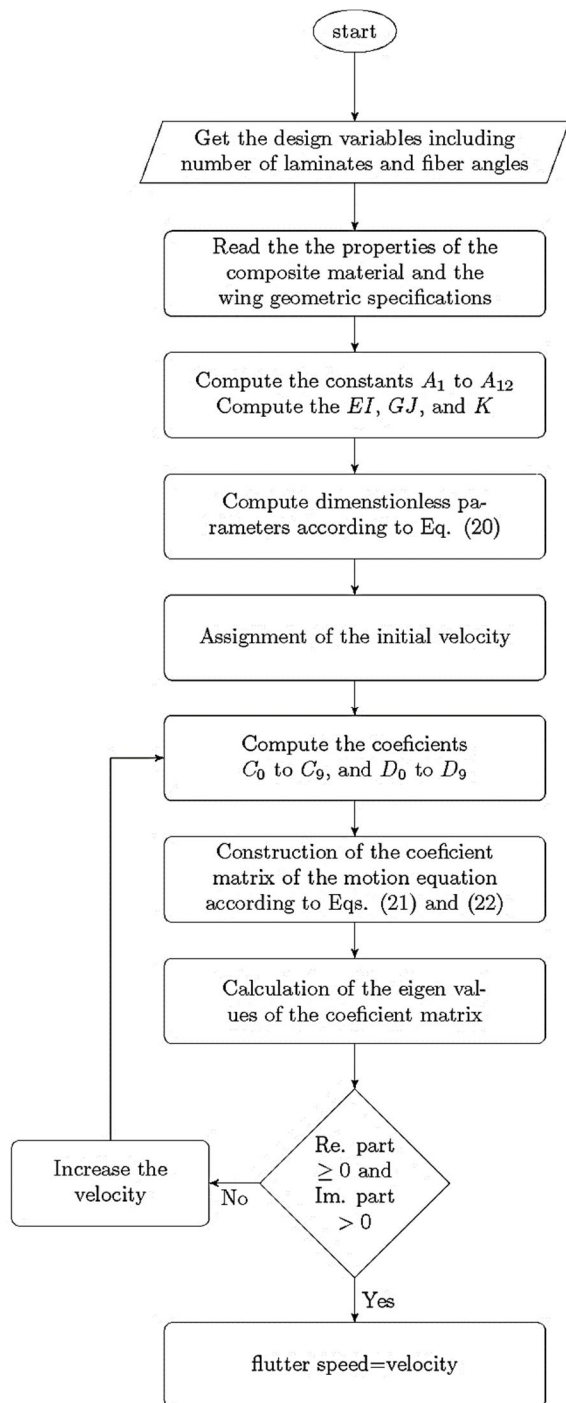 start
Get the design variables including
number of laminates and fiber angles
Read the the properties of the
composite material and the
wing geometric specifications
Compute the constants A₁ to A₁₂
Compute the EI, GJ, and K
Compute dimenstionless pa-
rameters according to Eq. (20)
Assignment of the initial velocity
Compute the coeficients
C₀ to C₉, and D₀ to D₉
Construction of the coeficient
matrix of the motion equation
according to Eqs. (21) and (22)
Calculation of the eigen val-
ues of the coeficient matrix
Re. part
≥ 0 and
Im. part
> 0
No
Increase the
velocity
Yes
flutter speed=velocity